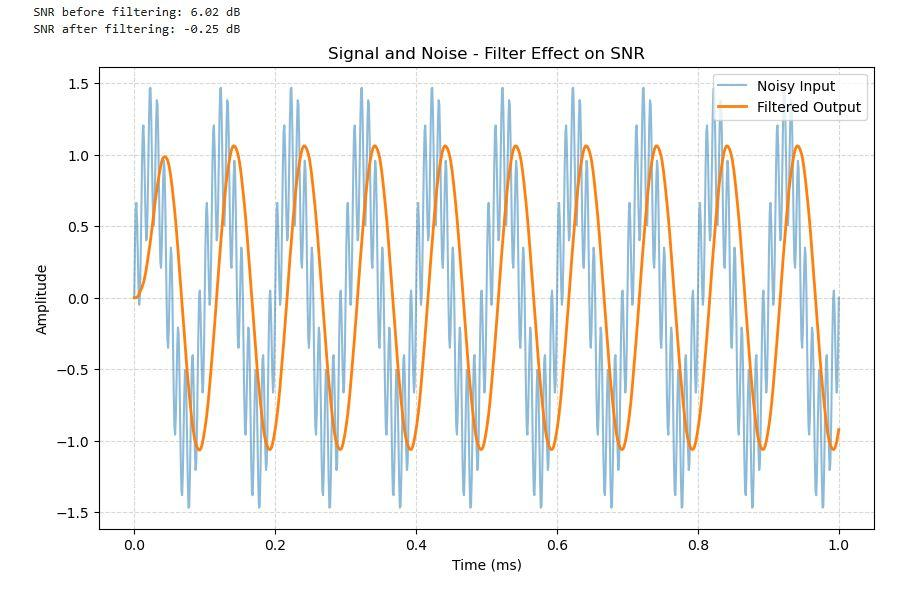 SNR before filtering: 6.02 dB
SNR after filtering: -0.25 dB
Signal and Noise - Filter Effect on SNR
Noisy Input
Filtered Output
1.5
1.0
0.5
0.0
−0.5
−1.0
−1.5
Amplitude
0.0 0.2 0.4 0.6 0.8 1.0
Time (ms)